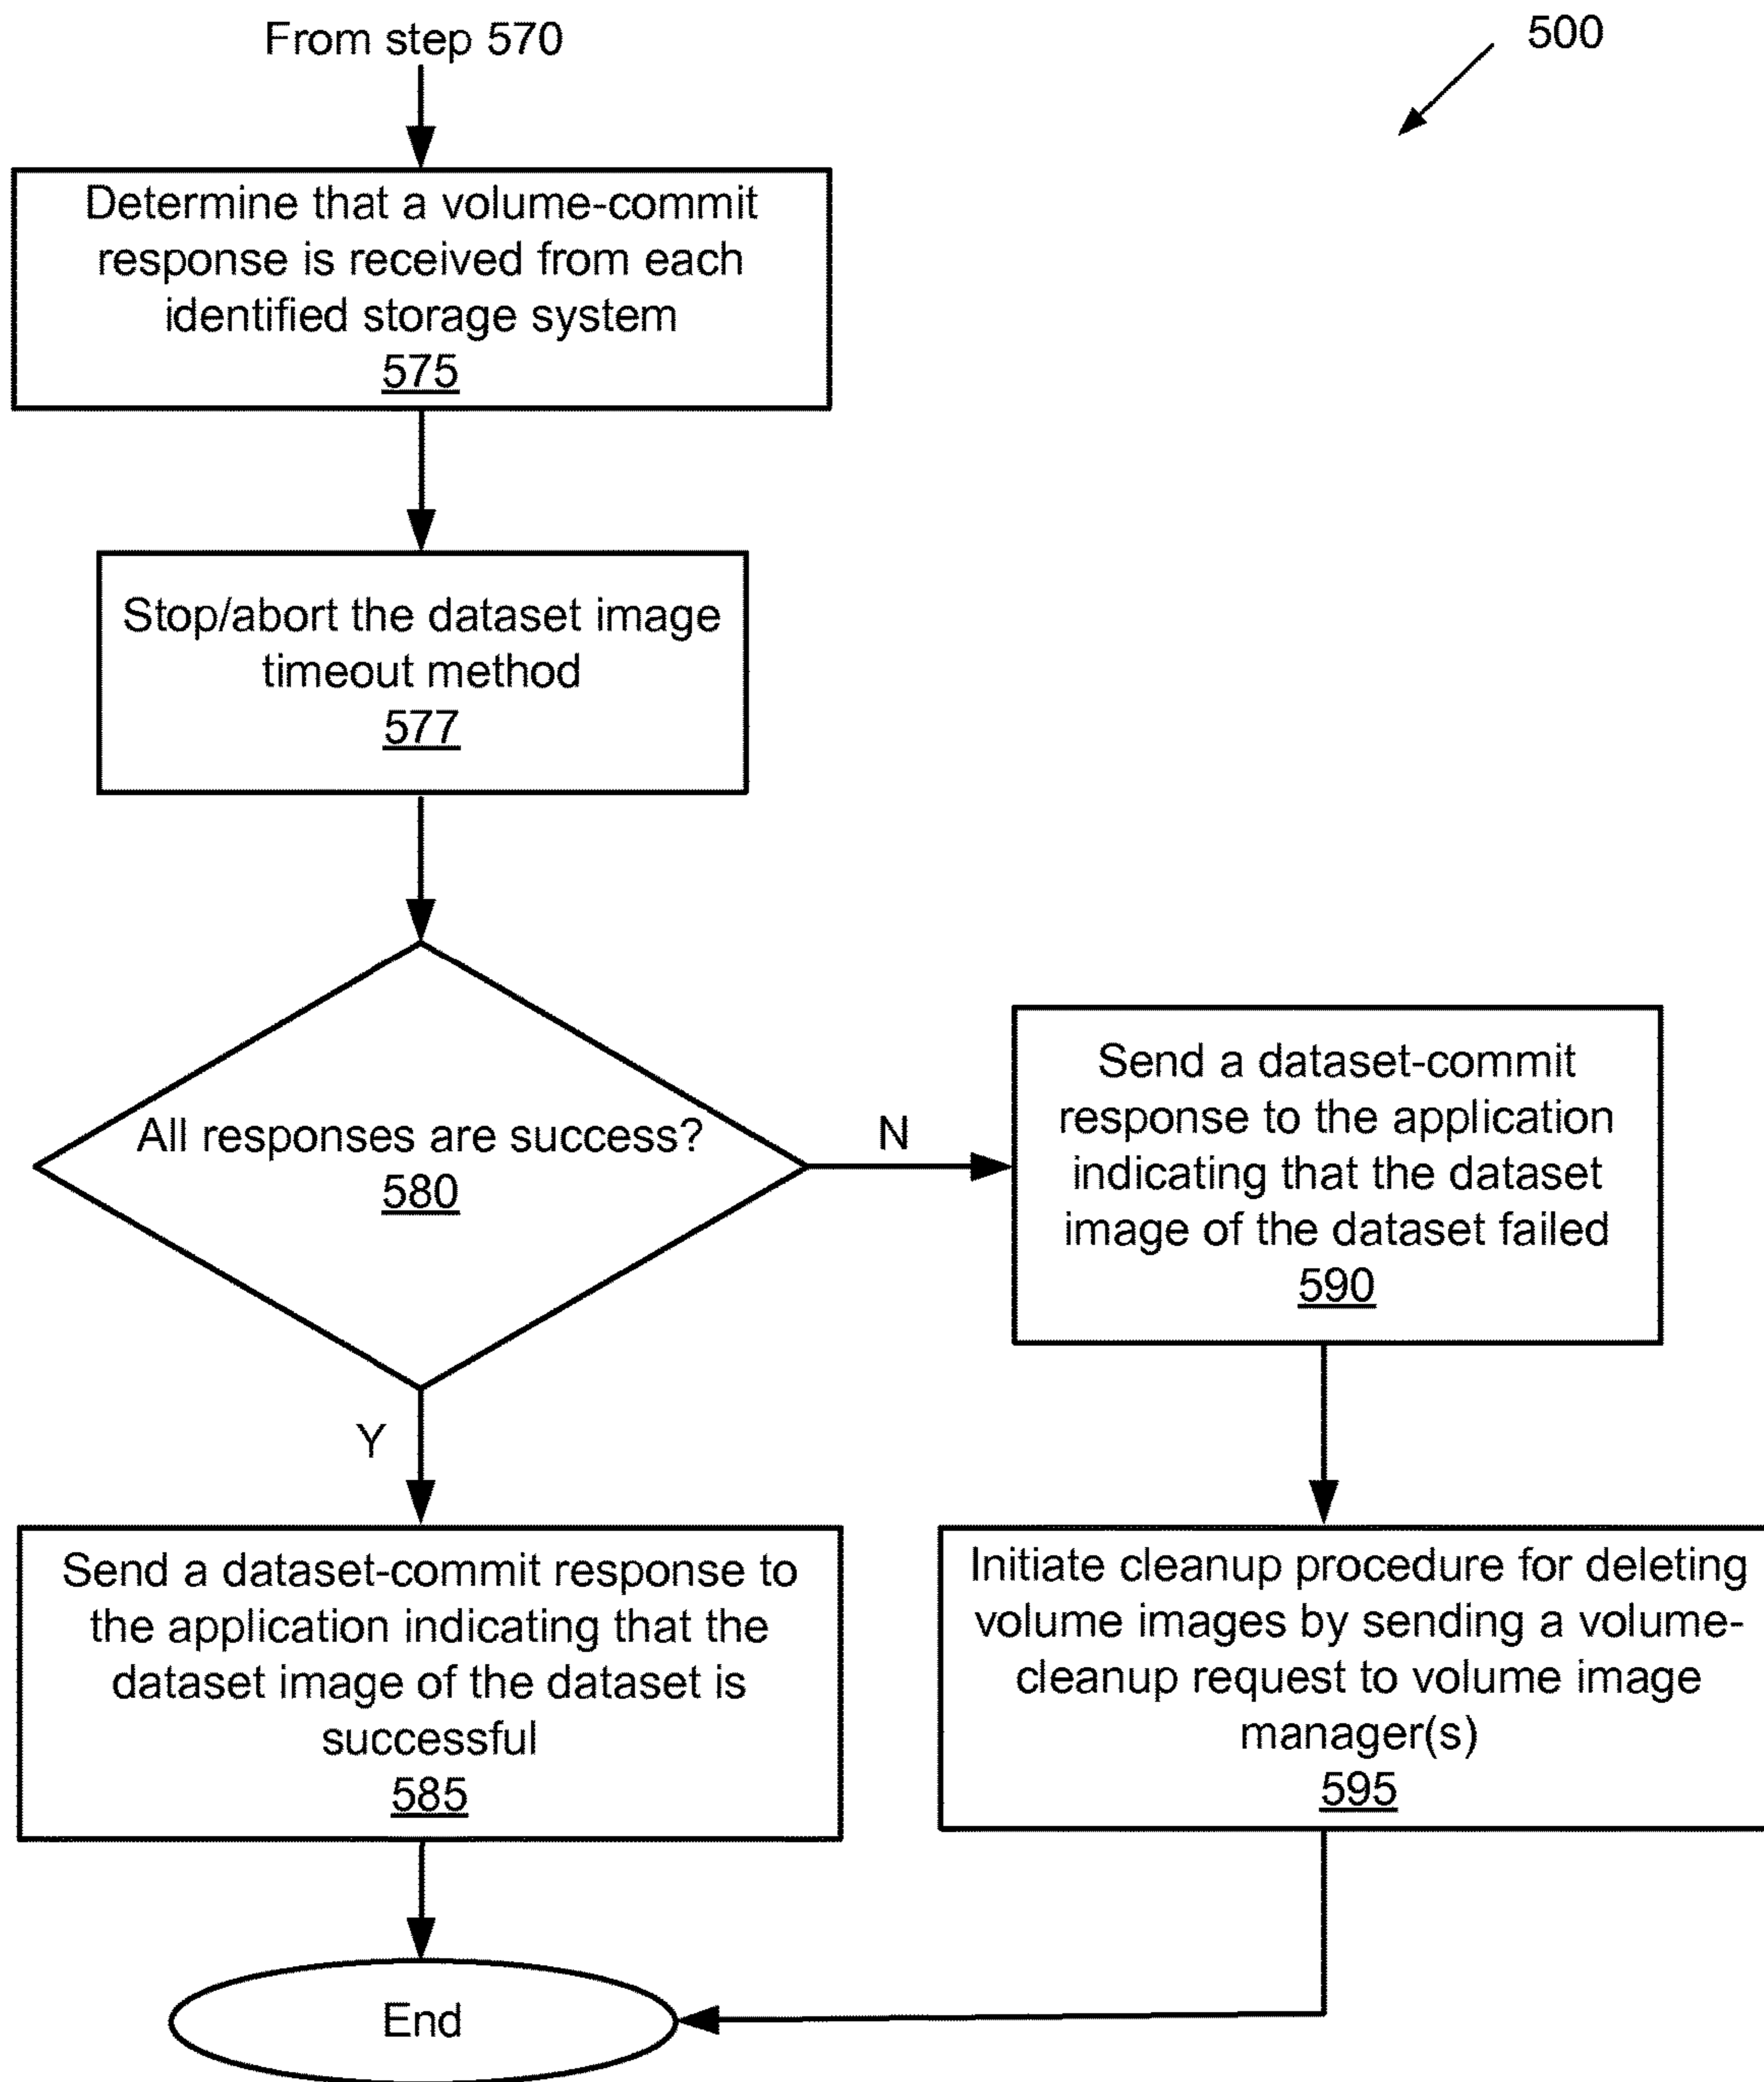 From step 570
500
Determine that a volume-commit
response is received from each
identified storage system
575
Stop/abort the dataset image
timeout method
577
All responses are success?
580
N
Send a dataset-commit
response to the application
indicating that the dataset
image of the dataset failed
590
Y
Send a dataset-commit response to
the application indicating that the
dataset image of the dataset is
successful
585
Initiate cleanup procedure for deleting
volume images by sending a volume-
cleanup request to volume image
manager(s)
595
End